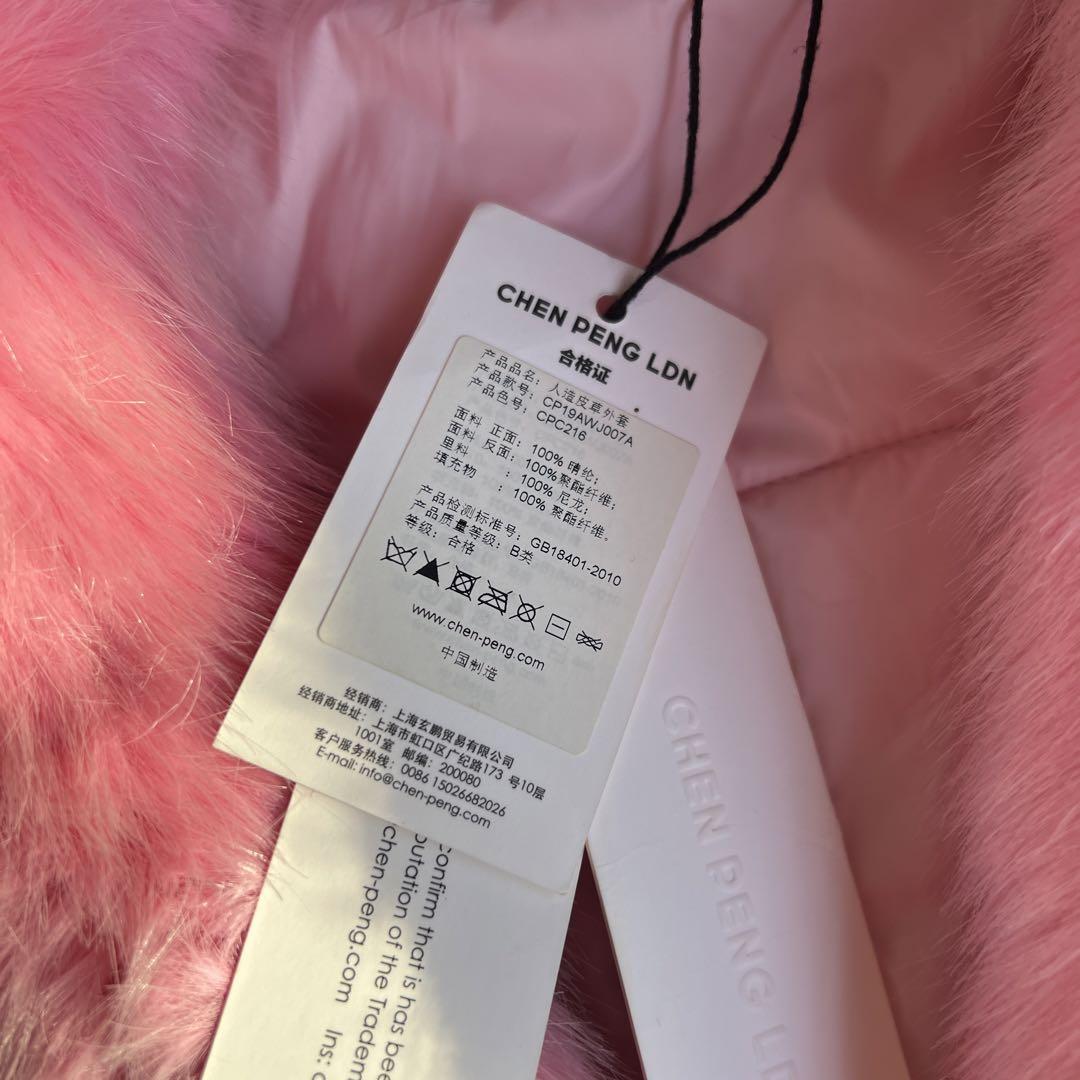 CHEN PENG LDN
合格证
产品品名：人造皮草外套
产品款号：CP19AWJ007A
产品色号：CPC216
面料 正面：100% 晴纶；
面料 反面：100% 聚酯纤维；
里料 ：100% 尼龙；
填充物 ：100% 聚酯纤维。
产品检测标准号：GB18401-2010
产品质量等级：B类
等级：合格
www.chen-peng.com
中国制造
经销商：上海玄鹏贸易有限公司
经销商地址：上海市虹口区广纪路173 号10层
1001室 邮编：200080
客户服务热线：0086 15026682026
E-mail: info@chen-peng.com
confirm that is has bee
putation of the Tradem
chen-peng.com Ins:
CHEN PENG LDN